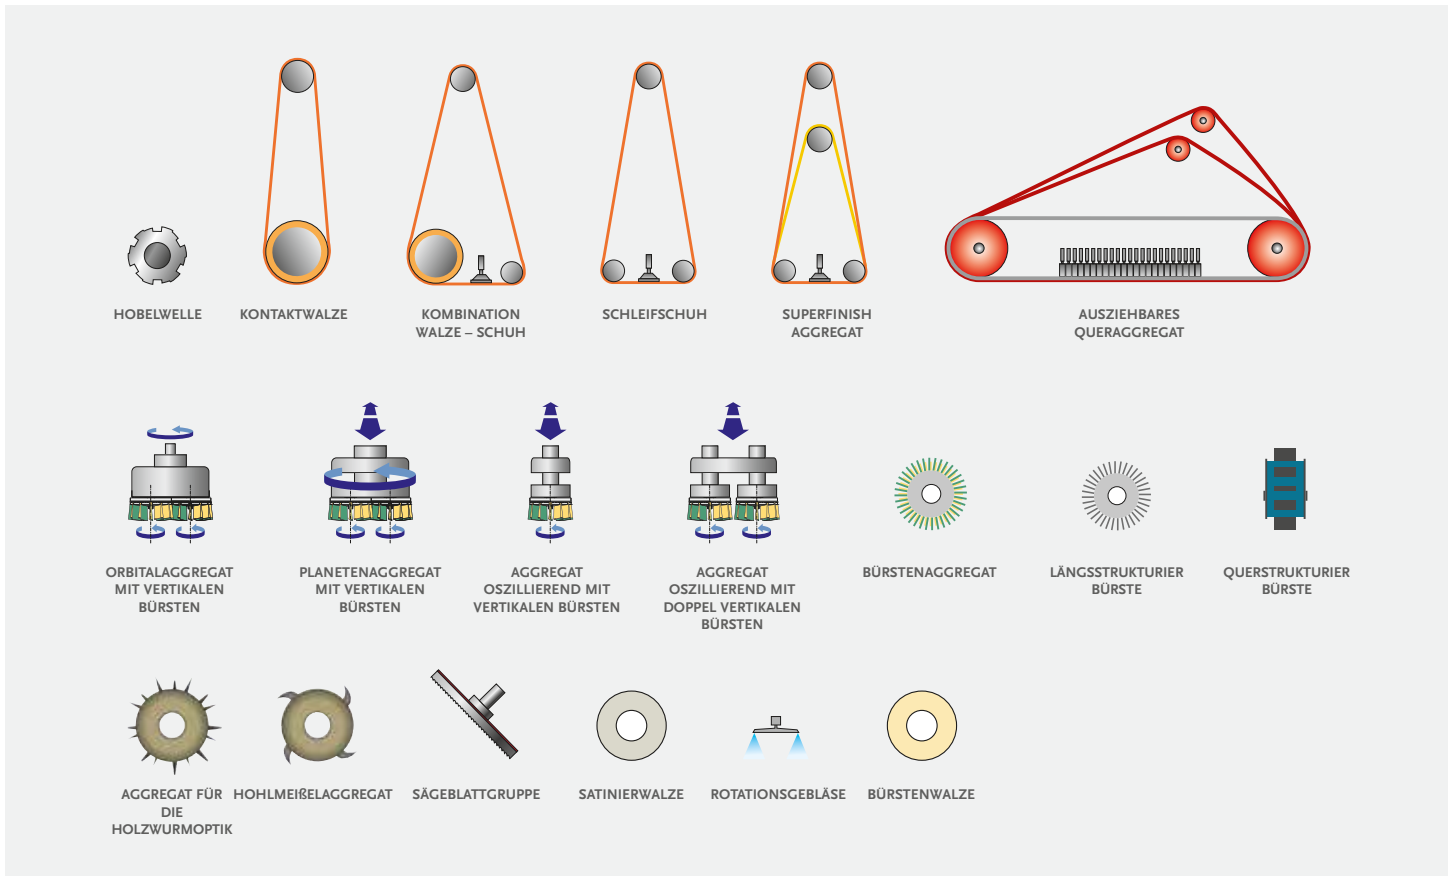 HOBELWELLE
KONTAKTWALZE
KOMBINATION
WALZE – SCHUH
SCHLEIFSCHUH
SUPERFINISH
AGGREGAT
AUSZIEHBARES
QUERAGGREGAT
ORBITALAGGREGAT
MIT VERTIKALEN
BÜRSTEN
PLANETENAGGREGAT
MIT VERTIKALEN
BÜRSTEN
AGGREGAT
OSZILLIEREND MIT
VERTIKALEN BÜRSTEN
AGGREGAT
OSZILLIEREND MIT
DOPPEL VERTIKALEN
BÜRSTEN
BÜRSTENAGGREGAT
LÄNGSSTRUKTURIER
BÜRSTE
QUERSTRUKTURIER
BÜRSTE
AGGREGAT FÜR
DIE
HOLZWURMOPTIK
HOHLMEIßELAGGREGAT
SÄGEBLATTGRUPPE
SATINIERWALZE
ROTATIONSGEBLÄSE
BÜRSTENWALZE